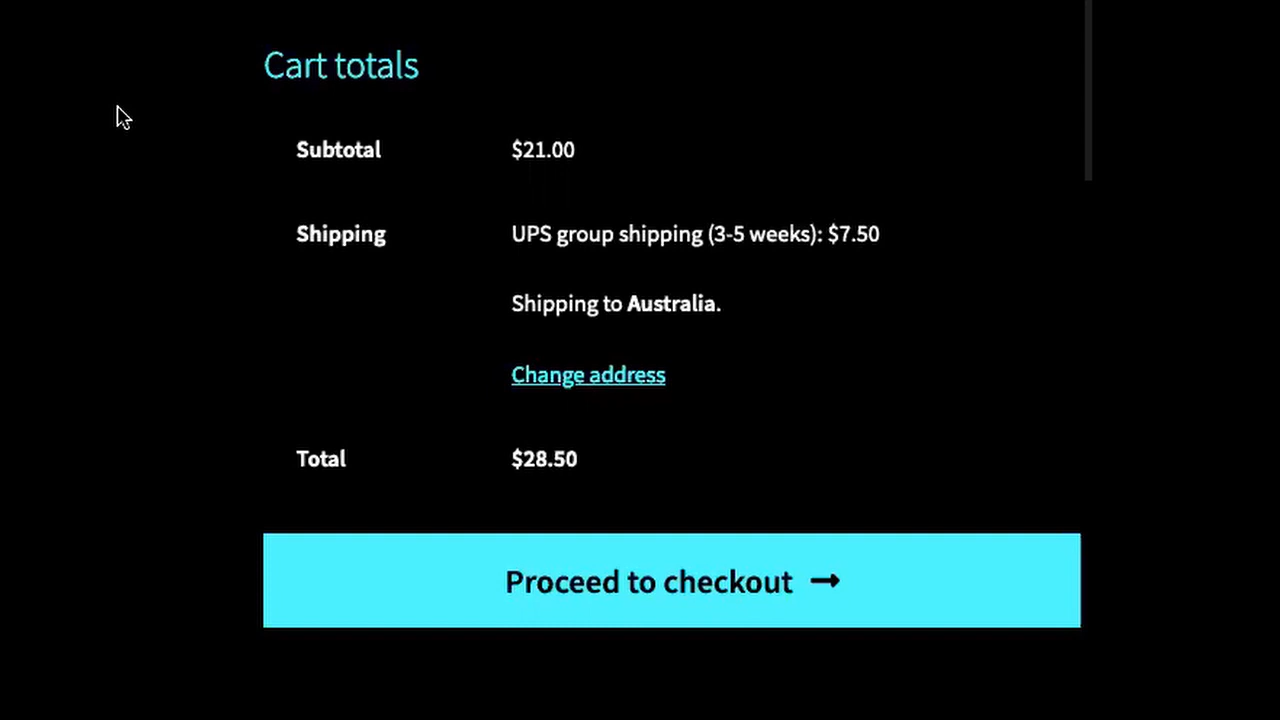 Cart totals
Subtotal $21.00
Shipping UPS group shipping (3-5 weeks): $7.50
Shipping to Australia.
Change address
Total $28.50
Proceed to checkout →